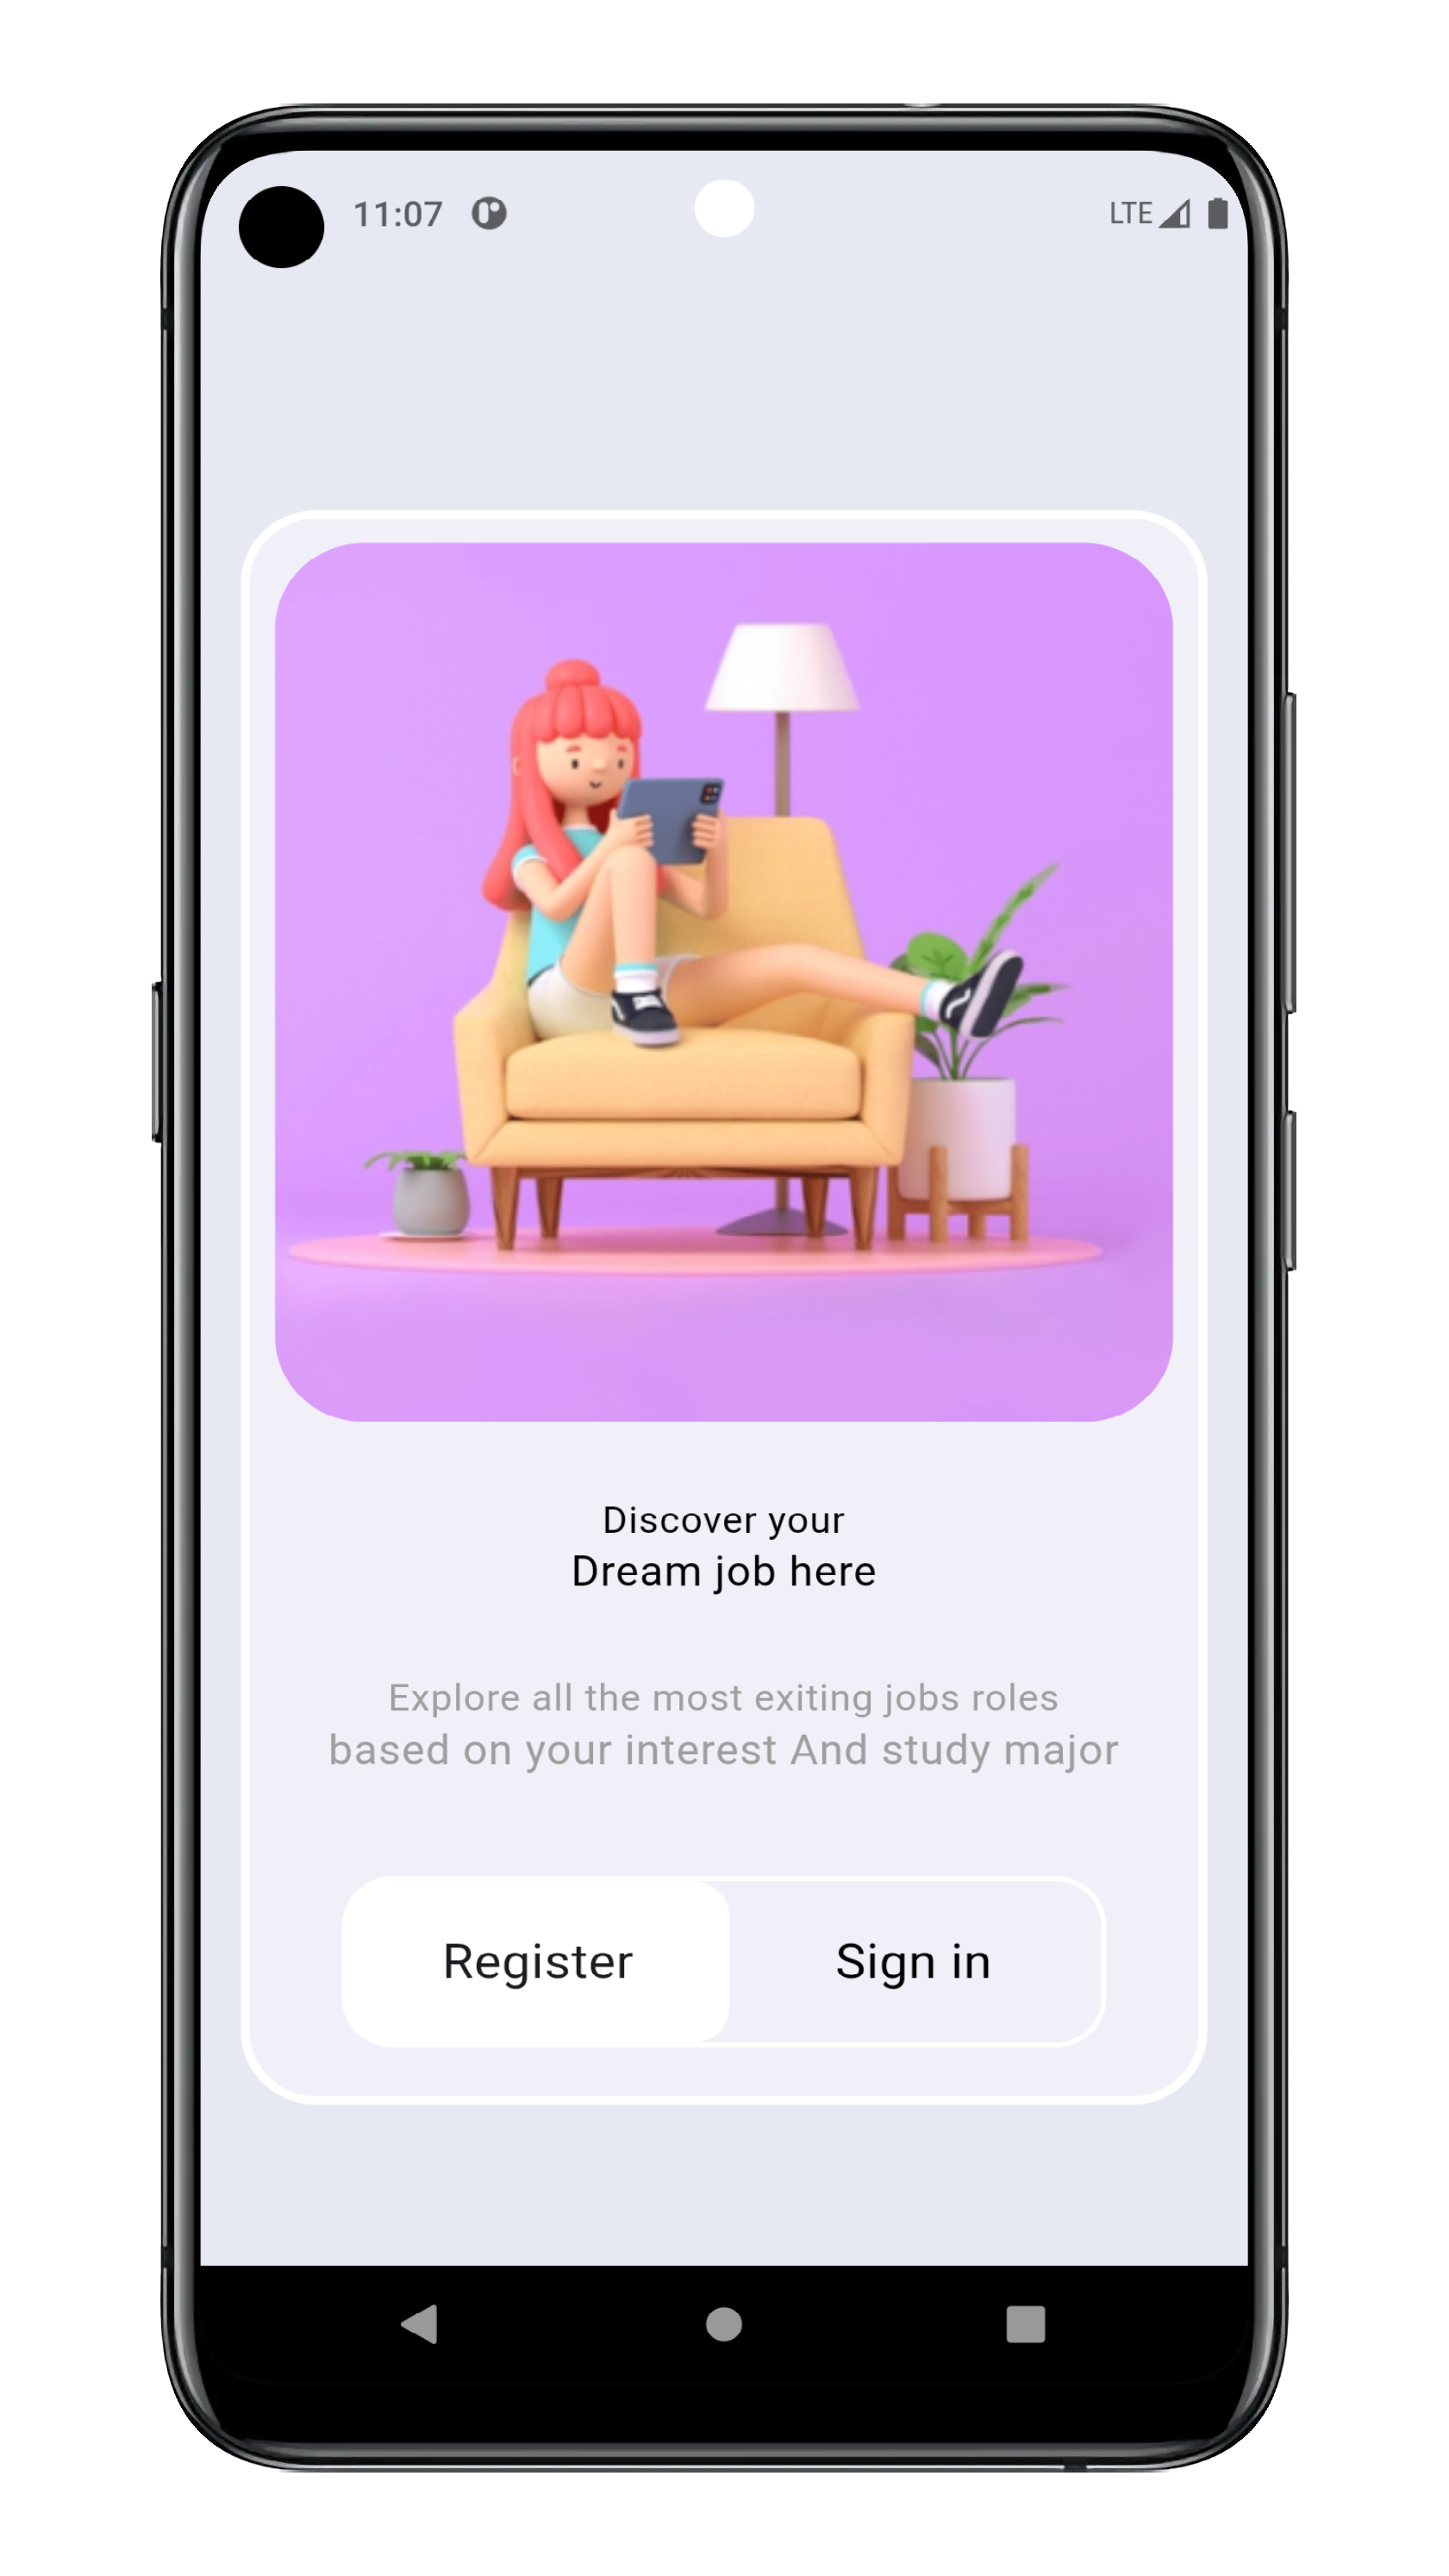 11:07
LTE
Discover your
Dream job here
Explore all the most exiting jobs roles
based on your interest And study major
Register
Sign in